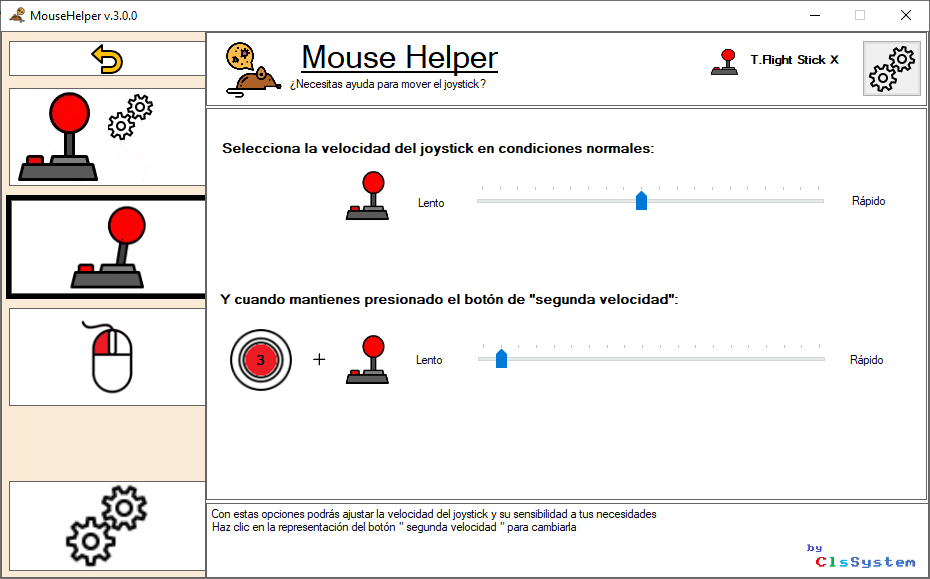 MouseHelper v.3.0.0
Mouse Helper
¿Necesitas ayuda para mover el joystick?
T.Flight Stick X
Selecciona la velocidad del joystick en condiciones normales:
Lento
Rápido
Y cuando mantienes presionado el botón de "segunda velocidad":
3
+
Lento
Rápido
Con estas opciones podrás ajustar la velocidad del joystick y su sensibilidad a tus necesidades
Haz clic en la representación del botón " segunda velocidad " para cambiarla
by
ClsSystem